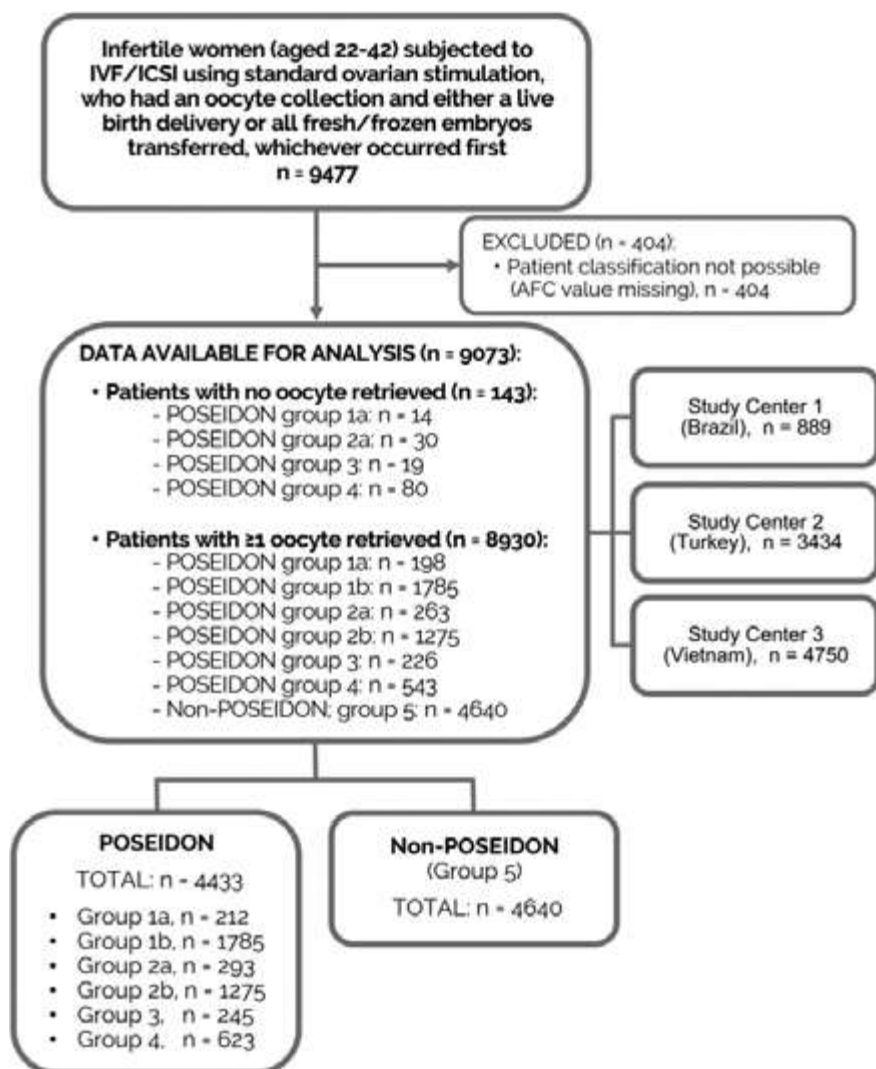 Infertile women (aged 22-42) subjected to
IVF/ICSI using standard ovarian stimulation,
who had an oocyte collection and either a live
birth delivery or all fresh/frozen embryos
transferred, whichever occurred first
n = 9477
EXCLUDED (n = 404):
• Patient classification not possible
(AFC value missing), n = 404
DATA AVAILABLE FOR ANALYSIS (n = 9073):
• Patients with no oocyte retrieved (n = 143):
- POSEIDON group 1a: n = 14
- POSEIDON group 2a: n = 30
- POSEIDON group 3: n = 19
- POSEIDON group 4: n = 80
• Patients with ≥1 oocyte retrieved (n = 8930):
- POSEIDON group 1a: n = 198
- POSEIDON group 1b: n = 1785
- POSEIDON group 2a: n = 263
- POSEIDON group 2b: n = 1275
- POSEIDON group 3: n = 226
- POSEIDON group 4: n = 543
- Non-POSEIDON; group 5: n = 4640
Study Center 1
(Brazil), n = 889
Study Center 2
(Turkey), n = 3434
Study Center 3
(Vietnam), n = 4750
POSEIDON
TOTAL: n = 4433
• Group 1a, n = 212
• Group 1b, n = 1785
• Group 2a, n = 293
• Group 2b, n = 1275
• Group 3, n = 245
• Group 4, n = 623
Non-POSEIDON
(Group 5)
TOTAL: n = 4640